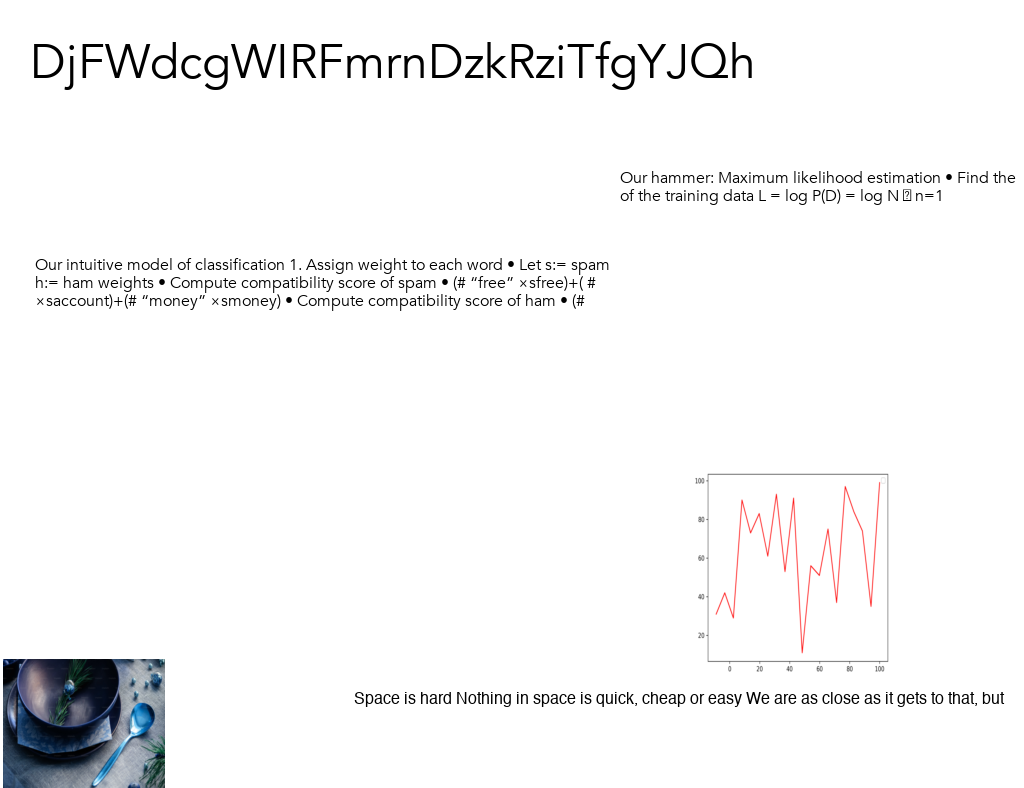 DjFWdcgWIRFmrnDzkRziTfgYJQh
Our hammer: Maximum likelihood estimation • Find the
of the training data L = log P(D) = log N n=1
Our intuitive model of classification 1. Assign weight to each word • Let s:= spam
h:= ham weights • Compute compatibility score of spam • (# “free” ×sfree)+( #
×saccount)+(# “money” ×smoney) • Compute compatibility score of ham • (#
100
80
60
40
20
0 20 40 60 80 100
Space is hard Nothing in space is quick, cheap or easy We are as close as it gets to that, but